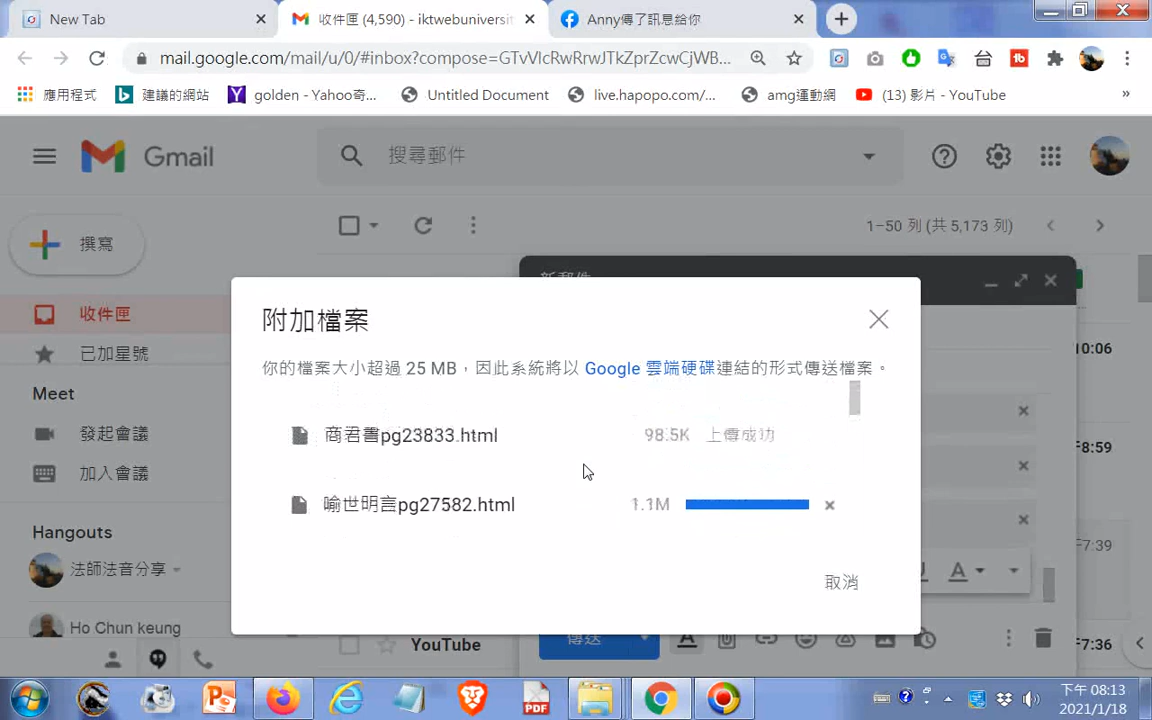 New Tab
收件匣 (4,590) - iktwebuniversit
Anny傳了訊息給你
mail.google.com/mail/u/0/#inbox?compose=GTvVlcRwRrwJTkZprZcwCjWB...
應用程式
建議的網站
golden - Yahoo奇...
Untitled Document
live.hapopo.com/...
amg運動網
(13) 影片 - YouTube
»
Gmail
搜尋郵件
撰寫
1–50 列 (共 5,173 列)
收件匣
新郵件
已加星號
附加檔案
10:06
你的檔案大小超過 25 MB，因此系統將以 Google 雲端硬碟連結的形式傳送檔案。
Meet
發起會議
商君書pg23833.html 98.5K 上傳成功
8:59
加入會議
喻世明言pg27582.html 1.1M
Hangouts
7:39
法師法音分享
取消
Ho Chun keung
YouTube
傳送
7:36
PDF
下午 08:13
2021/1/18